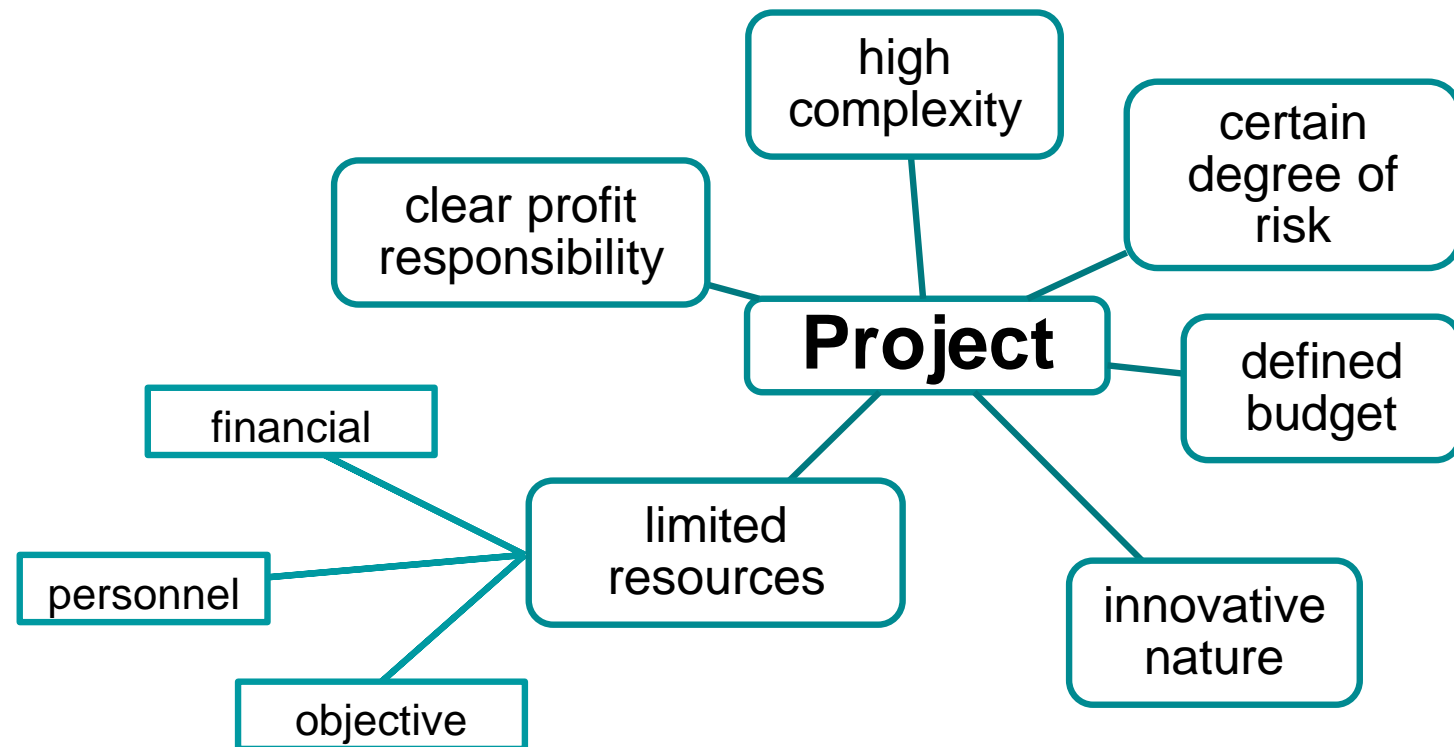 high
complexity
certain
degree of
risk
clear profit
responsibility
Project
defined
budget
financial
limited
resources
personnel
innovative
nature
objective